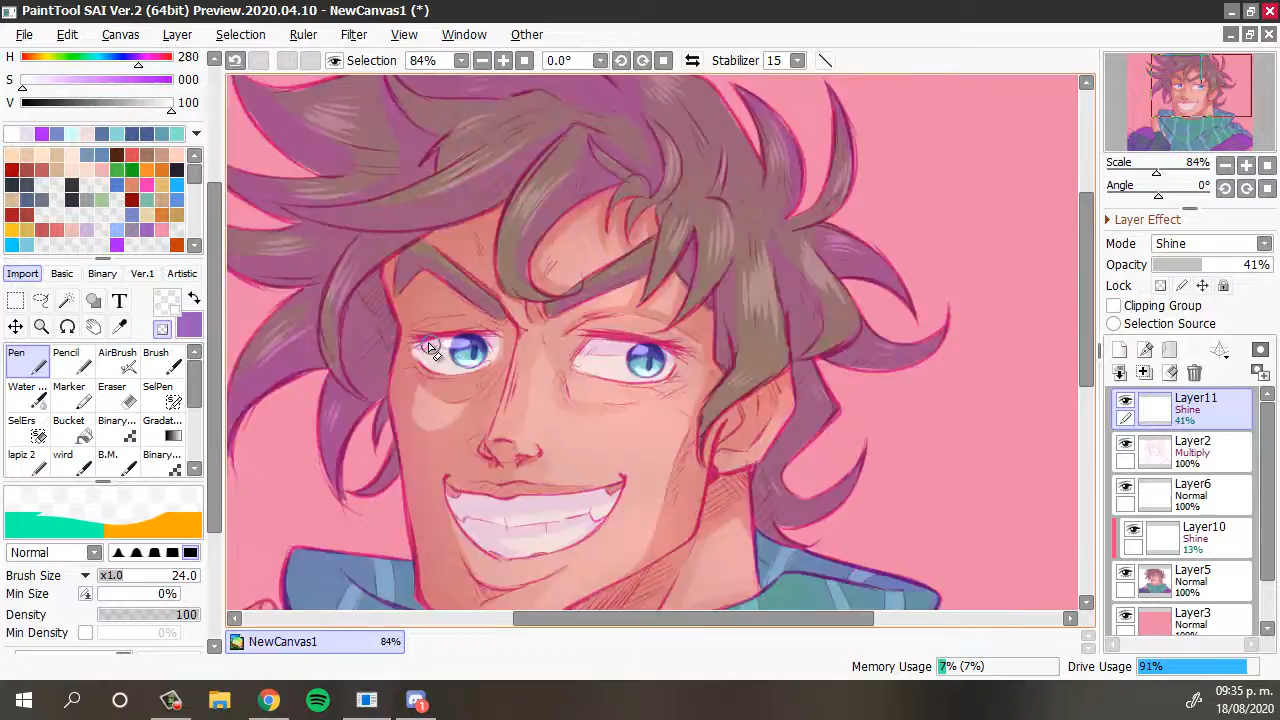 PaintTool SAI Ver.2 (64bit) Preview.2020.04.10 - NewCanvas1 (*)
File Edit Canvas Layer Selection Ruler Filter View Window Other
H 280
S 000
V 100
Selection 84% 0.0° Stabilizer 15
Import Basic Binary Ver.1 Artistic
T
Pen Pencil AirBrush Brush
Water ... Marker Eraser SelPen
SelErs Bucket Binary... Gradat...
lapiz 2 wird B.M. Binary...
Normal
Brush Size x1.0 24.0
Min Size 0%
Density 100
Min Density 0%
NewCanvas1 84%
Scale 84%
Angle 0°
Layer Effect
Mode Shine
Opacity 41%
Lock
Clipping Group
Selection Source
Layer11
Shine
41%
Layer2
Multiply
100%
Layer6
Normal
100%
Layer10
Shine
13%
Layer5
Normal
100%
Layer3
Normal
Memory Usage 7% (7%) Drive Usage 91%
1
09:35 p. m.
18/08/2020